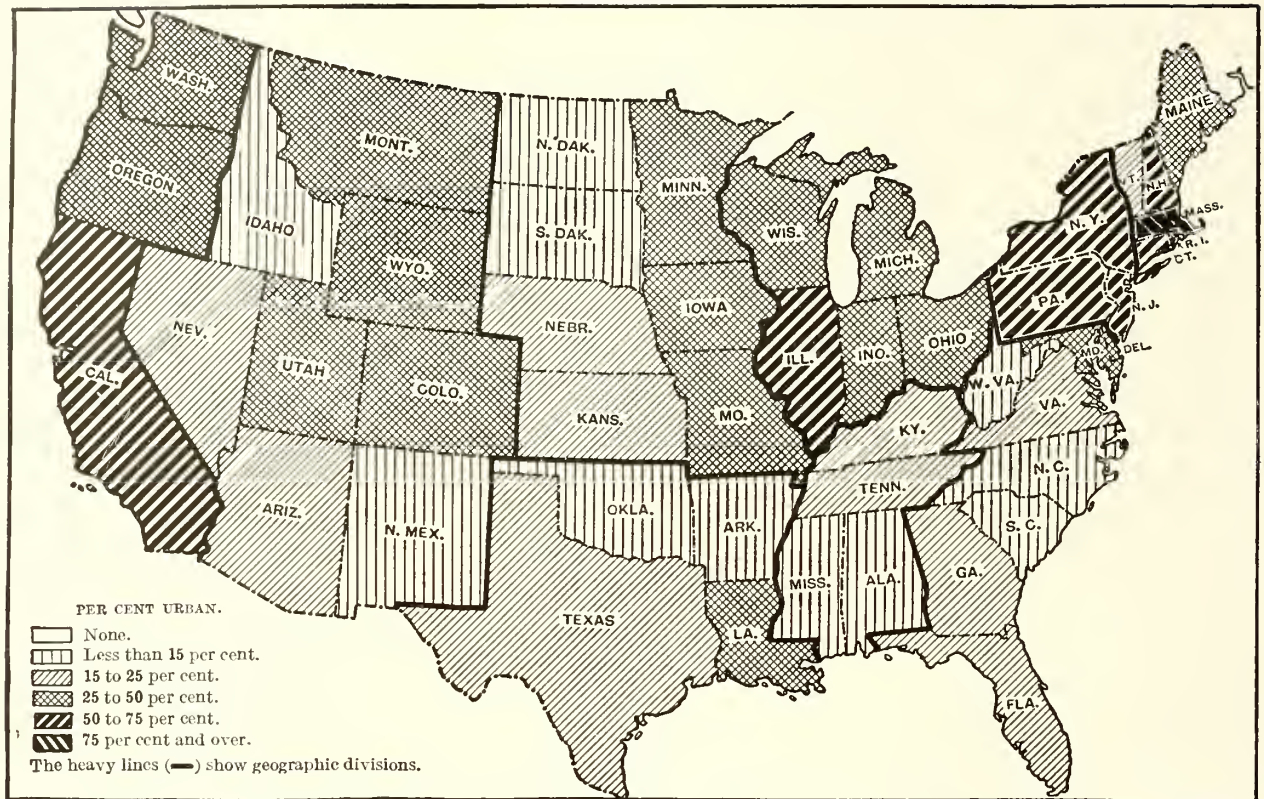 WASH.
MAINE
MONT.
N. DAK.
OREGON
MINN.
N.H.
IDAHO
S. DAK.
WIS.
N. Y.
MASS.
MICH.
R. I.
CT.
WYO.
PA.
IOWA
N. J.
NEV.
NEBR.
ILL.
INO.
OHIO
MD.
DEL.
CAL.
UTAH
COLO.
W. VA.
KANS.
MO.
VA.
KY.
N. C.
TENN.
ARIZ.
N. MEX.
OKLA.
ARK.
S. C.
MISS.
ALA.
GA.
TEXAS
LA.
FLA.
PER CENT URBAN.
None.
Less than 15 per cent.
15 to 25 per cent.
25 to 50 per cent.
50 to 75 per cent.
75 per cent and over.
The heavy lines (▬) show geographic divisions.